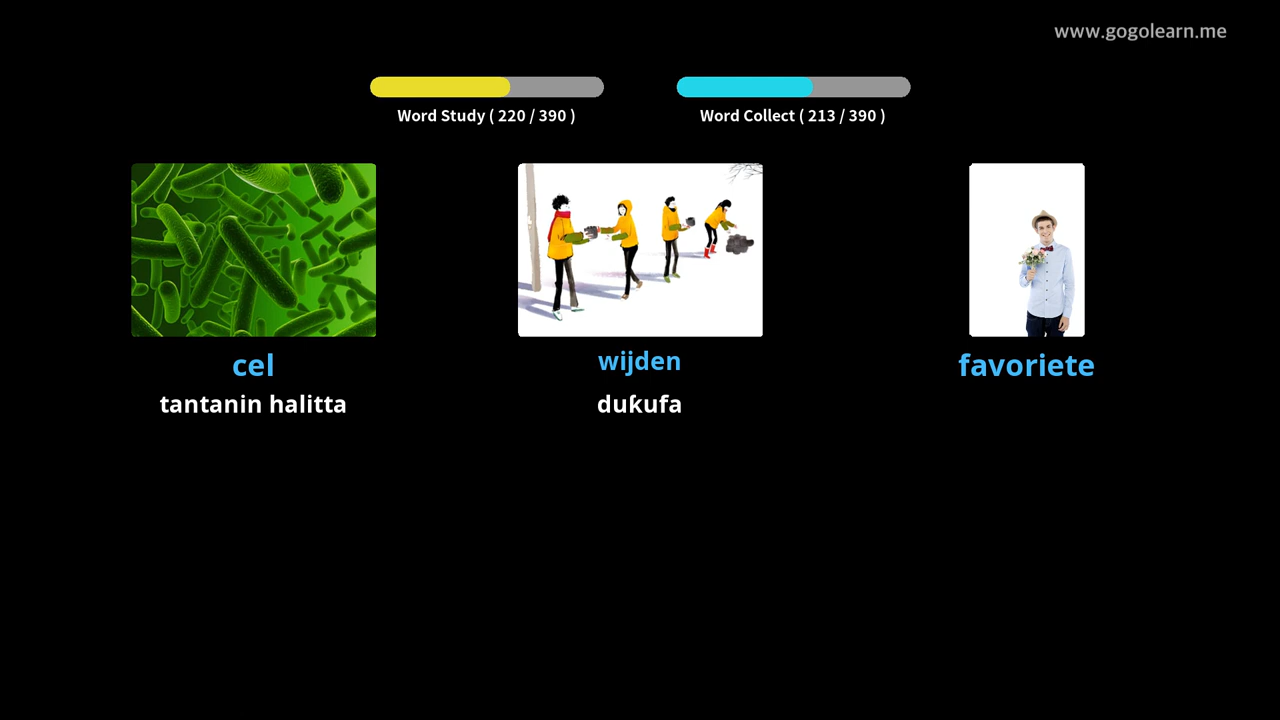 www.gogolearn.me
Word Study ( 220 / 390 )
Word Collect ( 213 / 390 )
cel
wijden
favoriete
tantanin halitta
duƙufa